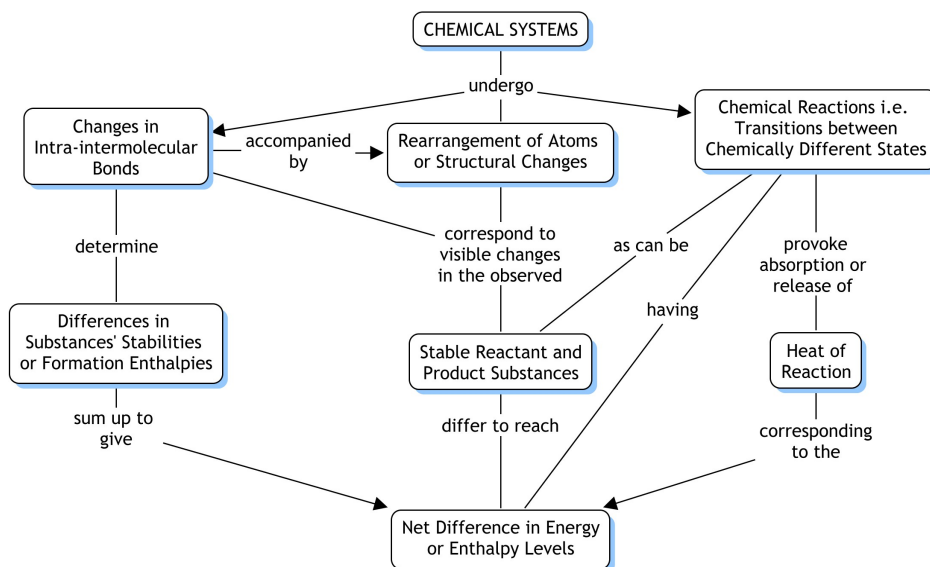 CHEMICAL SYSTEMS
undergo
Changes in
Intra-intermolecular
Bonds
accompanied
by
Rearrangement of Atoms
or Structural Changes
Chemical Reactions i.e.
Transitions between
Chemically Different States
determine
correspond to
visible changes
in the observed
as can be
provoke
absorption or
release of
having
Differences in
Substances' Stabilities
or Formation Enthalpies
Stable Reactant and
Product Substances
Heat of
Reaction
sum up to
give
differ to reach
corresponding
to the
Net Difference in Energy
or Enthalpy Levels